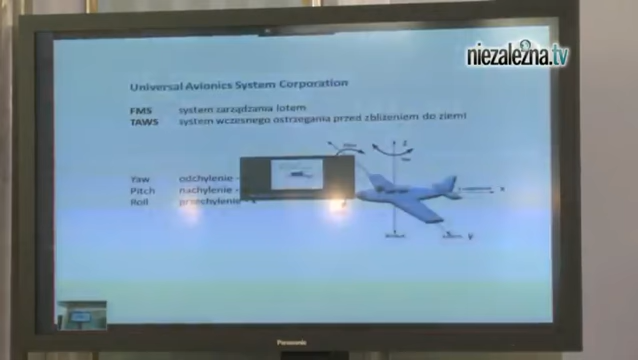 niezależna.tv
Universal Avionics System Corporation
FMS system zarządzania lotem
TAWS system wczesnego ostrzegania przed zbliżeniem do ziemi
Yaw odchylenie -
Pitch nachylenie -
Roll przechylenie - x
Z
X
Y
Panasonic